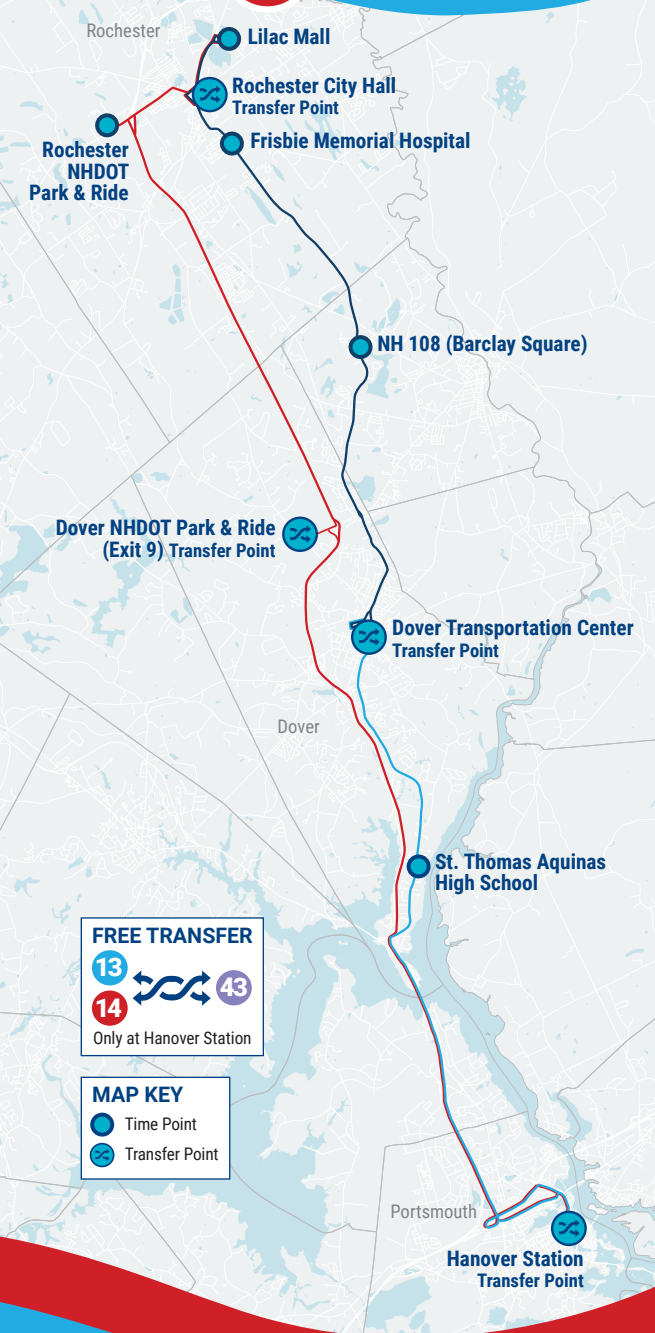 Rochester
Lilac Mall
Rochester City Hall
Transfer Point
Rochester
NHDOT
Park & Ride
Frisbie Memorial Hospital
NH 108 (Barclay Square)
Dover NHDOT Park & Ride
(Exit 9) Transfer Point
Dover Transportation Center
Transfer Point
Dover
St. Thomas Aquinas
High School
FREE TRANSFER
13
14
43
Only at Hanover Station
MAP KEY
Time Point
Transfer Point
Portsmouth
Hanover Station
Transfer Point